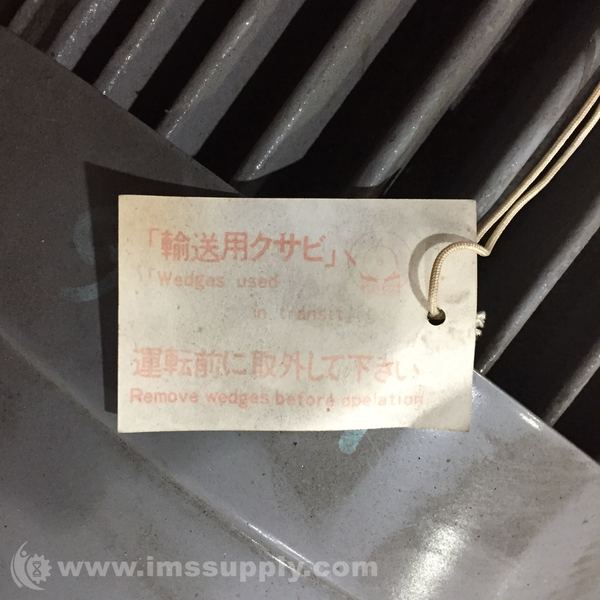 「輸送用クサビ」
「Wedges used
in transit」
運転前に取外して下さい
Remove wedges before operation
www.imssupply.com